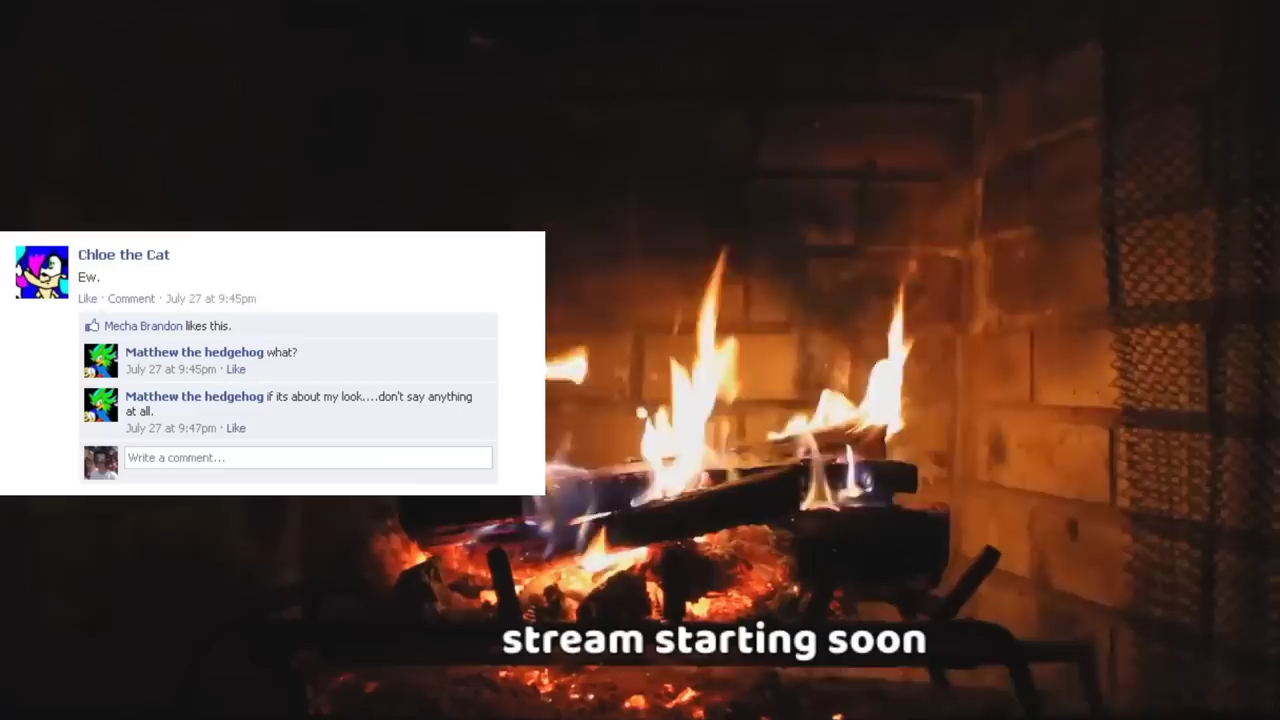 Chloe the Cat
Ew.
Like · Comment · July 27 at 9:45pm
Mecha Brandon likes this.
Matthew the hedgehog what?
July 27 at 9:45pm · Like
Matthew the hedgehog if its about my look....don't say anything
at all.
July 27 at 9:47pm · Like
Write a comment...
stream starting soon